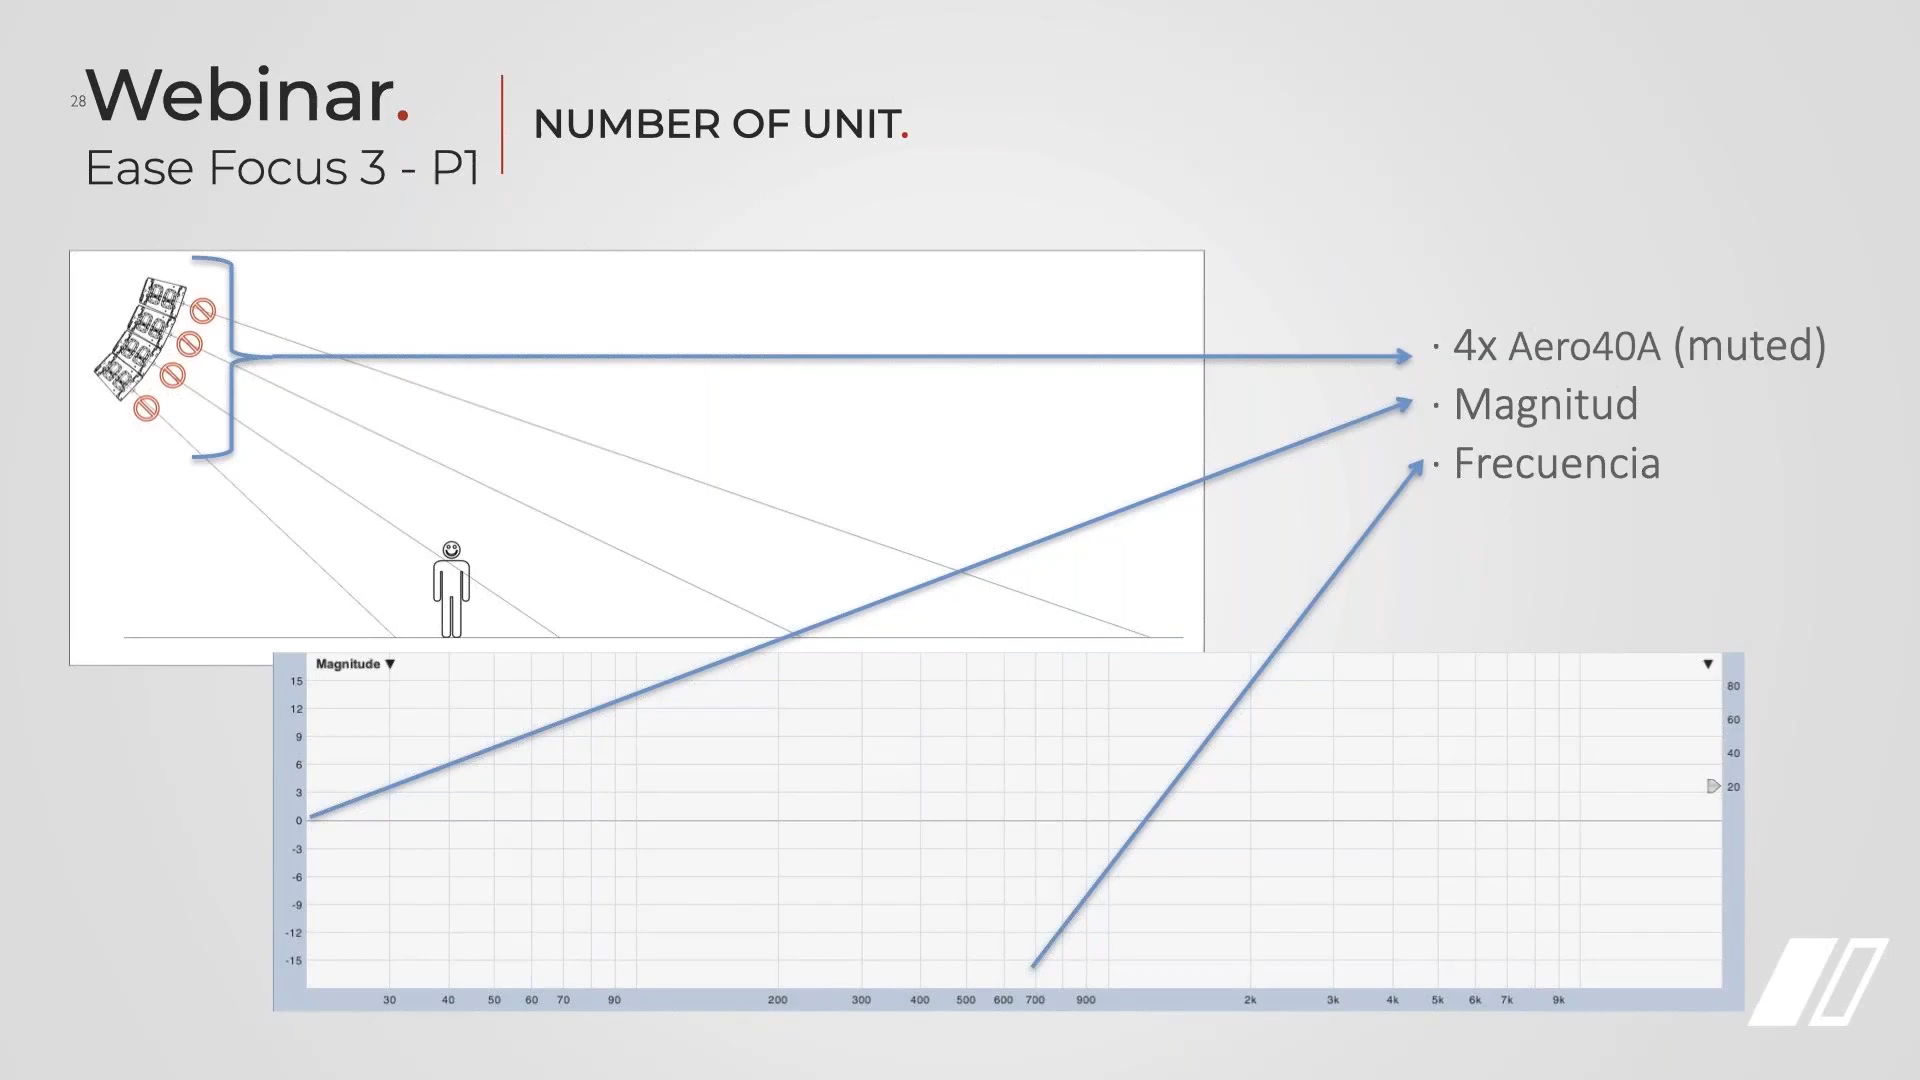 28
Webinar.
Ease Focus 3 - P1
NUMBER OF UNIT.
· 4x Aero40A (muted)
· Magnitud
· Frecuencia
Magnitude ▼
▼
15
12
9
6
3
0
-3
-6
-9
-12
-15
80
60
40
20
30 40 50 60 70 90 200 300 400 500 600 700 900 2k 3k 4k 5k 6k 7k 9k